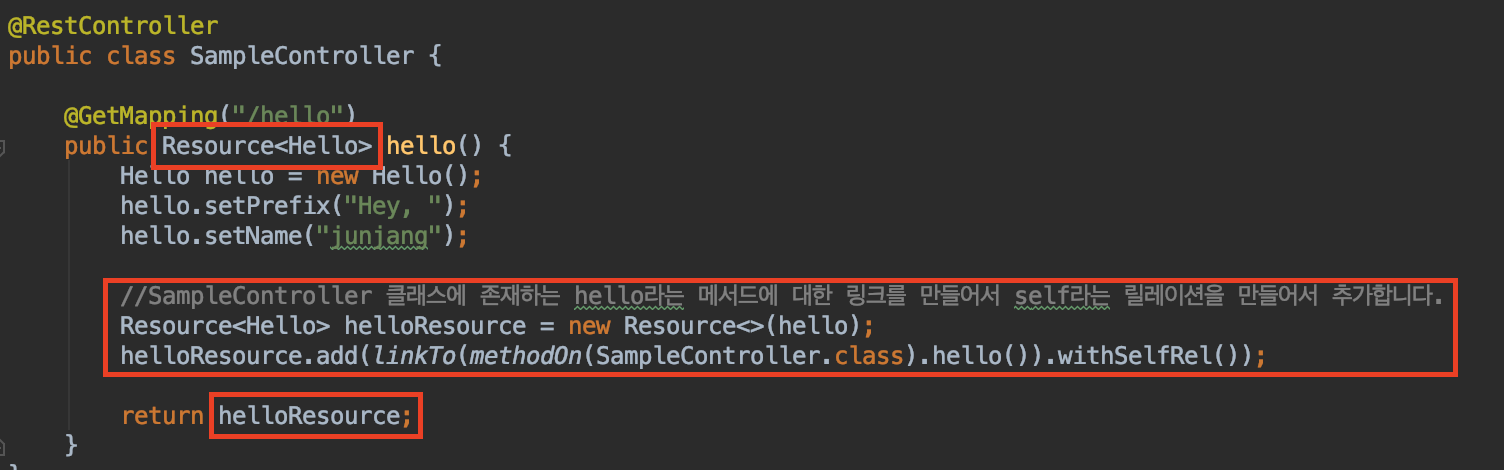 @RestController
public class SampleController {
@GetMapping("/hello")
public Resource<Hello> hello() {
Hello hello = new Hello();
hello.setPrefix("Hey, ");
hello.setName("junjang");
//SampleController 클래스에 존재하는 hello라는 메서드에 대한 링크를 만들어서 self라는 릴레이션을 만들어서 추가합니다.
Resource<Hello> helloResource = new Resource<>(hello);
helloResource.add(linkTo(methodOn(SampleController.class).hello()).withSelfRel());
return helloResource;
}
}